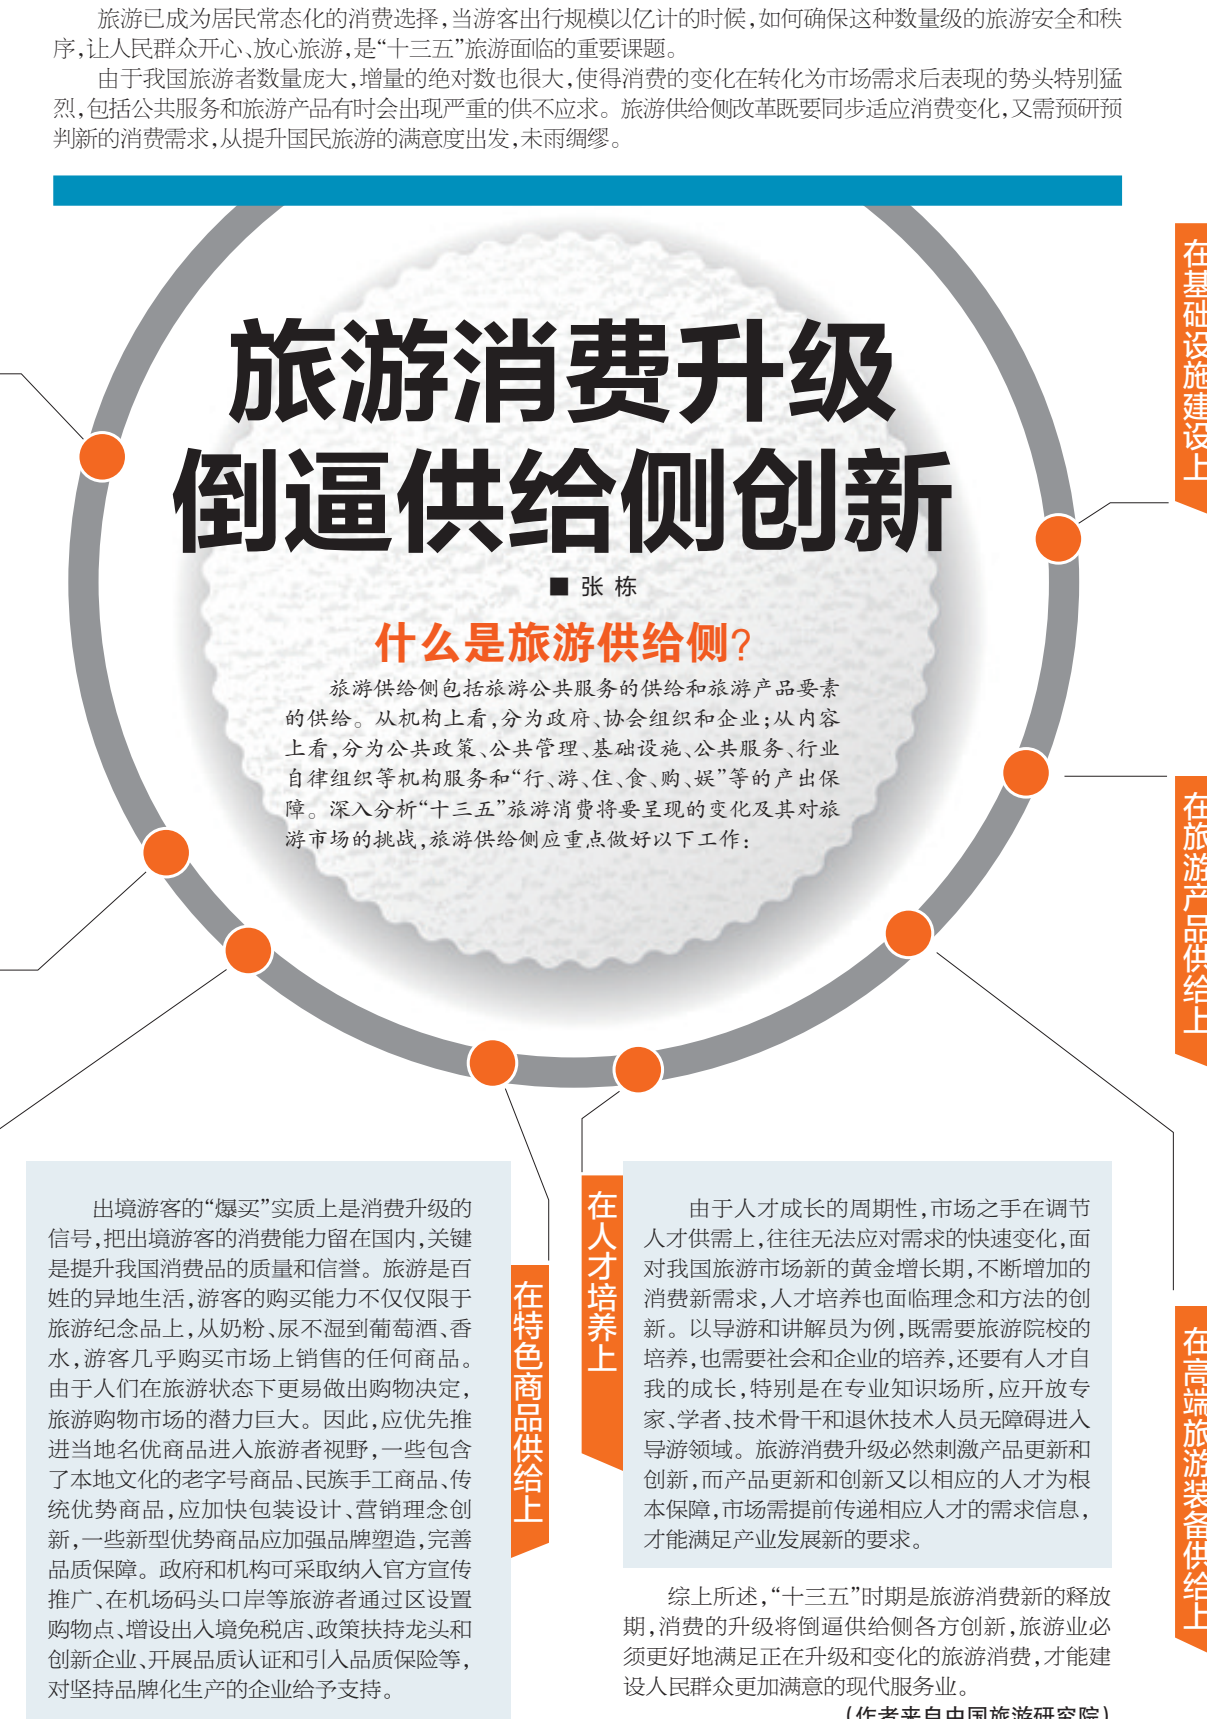 旅游已成为居民常态化的消费选择,当游客出行规模以亿计的时候,如何确保这种数量级的旅游安全和秩
序,让人民群众开心、放心旅游,是“十三五”旅游面临的重要课题。
由于我国旅游者数量庞大,增量的绝对数也很大,使得消费的变化在转化为市场需求后表现的势头特别猛
烈,包括公共服务和旅游产品有时会出现严重的供不应求。旅游供给侧改革既要同步适应消费变化,又需预研预
判新的消费需求,从提升国民旅游的满意度出发,未雨绸缪。
旅游消费升级
倒逼供给侧创新
■ 张 栋
什么是旅游供给侧?
旅游供给侧包括旅游公共服务的供给和旅游产品要素
的供给。从机构上看,分为政府、协会组织和企业;从内容
上看,分为公共政策、公共管理、基础设施、公共服务、行业
自律组织等机构服务和“行、游、住、食、购、娱”等的产出保
障。深入分析“十三五”旅游消费将要呈现的变化及其对旅
游市场的挑战,旅游供给侧应重点做好以下工作:
在基础设施建设上
在旅游产品供给上
在高端旅游装备供给上
在特色商品供给上
出境游客的“爆买”实质上是消费升级的
信号,把出境游客的消费能力留在国内,关键
是提升我国消费品的质量和信誉。旅游是百
姓的异地生活,游客的购买能力不仅仅限于
旅游纪念品上,从奶粉、尿不湿到葡萄酒、香
水,游客几乎购买市场上销售的任何商品。
由于人们在旅游状态下更易做出购物决定,
旅游购物市场的潜力巨大。因此,应优先推
进当地名优商品进入旅游者视野,一些包含
了本地文化的老字号商品、民族手工商品、传
统优势商品,应加快包装设计、营销理念创
新,一些新型优势商品应加强品牌塑造,完善
品质保障。政府和机构可采取纳入官方宣传
推广、在机场码头口岸等旅游者通过区设置
购物点、增设出入境免税店、政策扶持龙头和
创新企业、开展品质认证和引入品质保险等,
对坚持品牌化生产的企业给予支持。
在人才培养上
由于人才成长的周期性,市场之手在调节
人才供需上,往往无法应对需求的快速变化,面
对我国旅游市场新的黄金增长期,不断增加的
消费新需求,人才培养也面临理念和方法的创
新。以导游和讲解员为例,既需要旅游院校的
培养,也需要社会和企业的培养,还要有人才自
我的成长,特别是在专业知识场所,应开放专
家、学者、技术骨干和退休技术人员无障碍进入
导游领域。旅游消费升级必然刺激产品更新和
创新,而产品更新和创新又以相应的人才为根
本保障,市场需提前传递相应人才的需求信息,
才能满足产业发展新的要求。
综上所述,“十三五”时期是旅游消费新的释放
期,消费的升级将倒逼供给侧各方创新,旅游业必
须更好地满足正在升级和变化的旅游消费,才能建
设人民群众更加满意的现代服务业。
(作者来自中国旅游研究院)